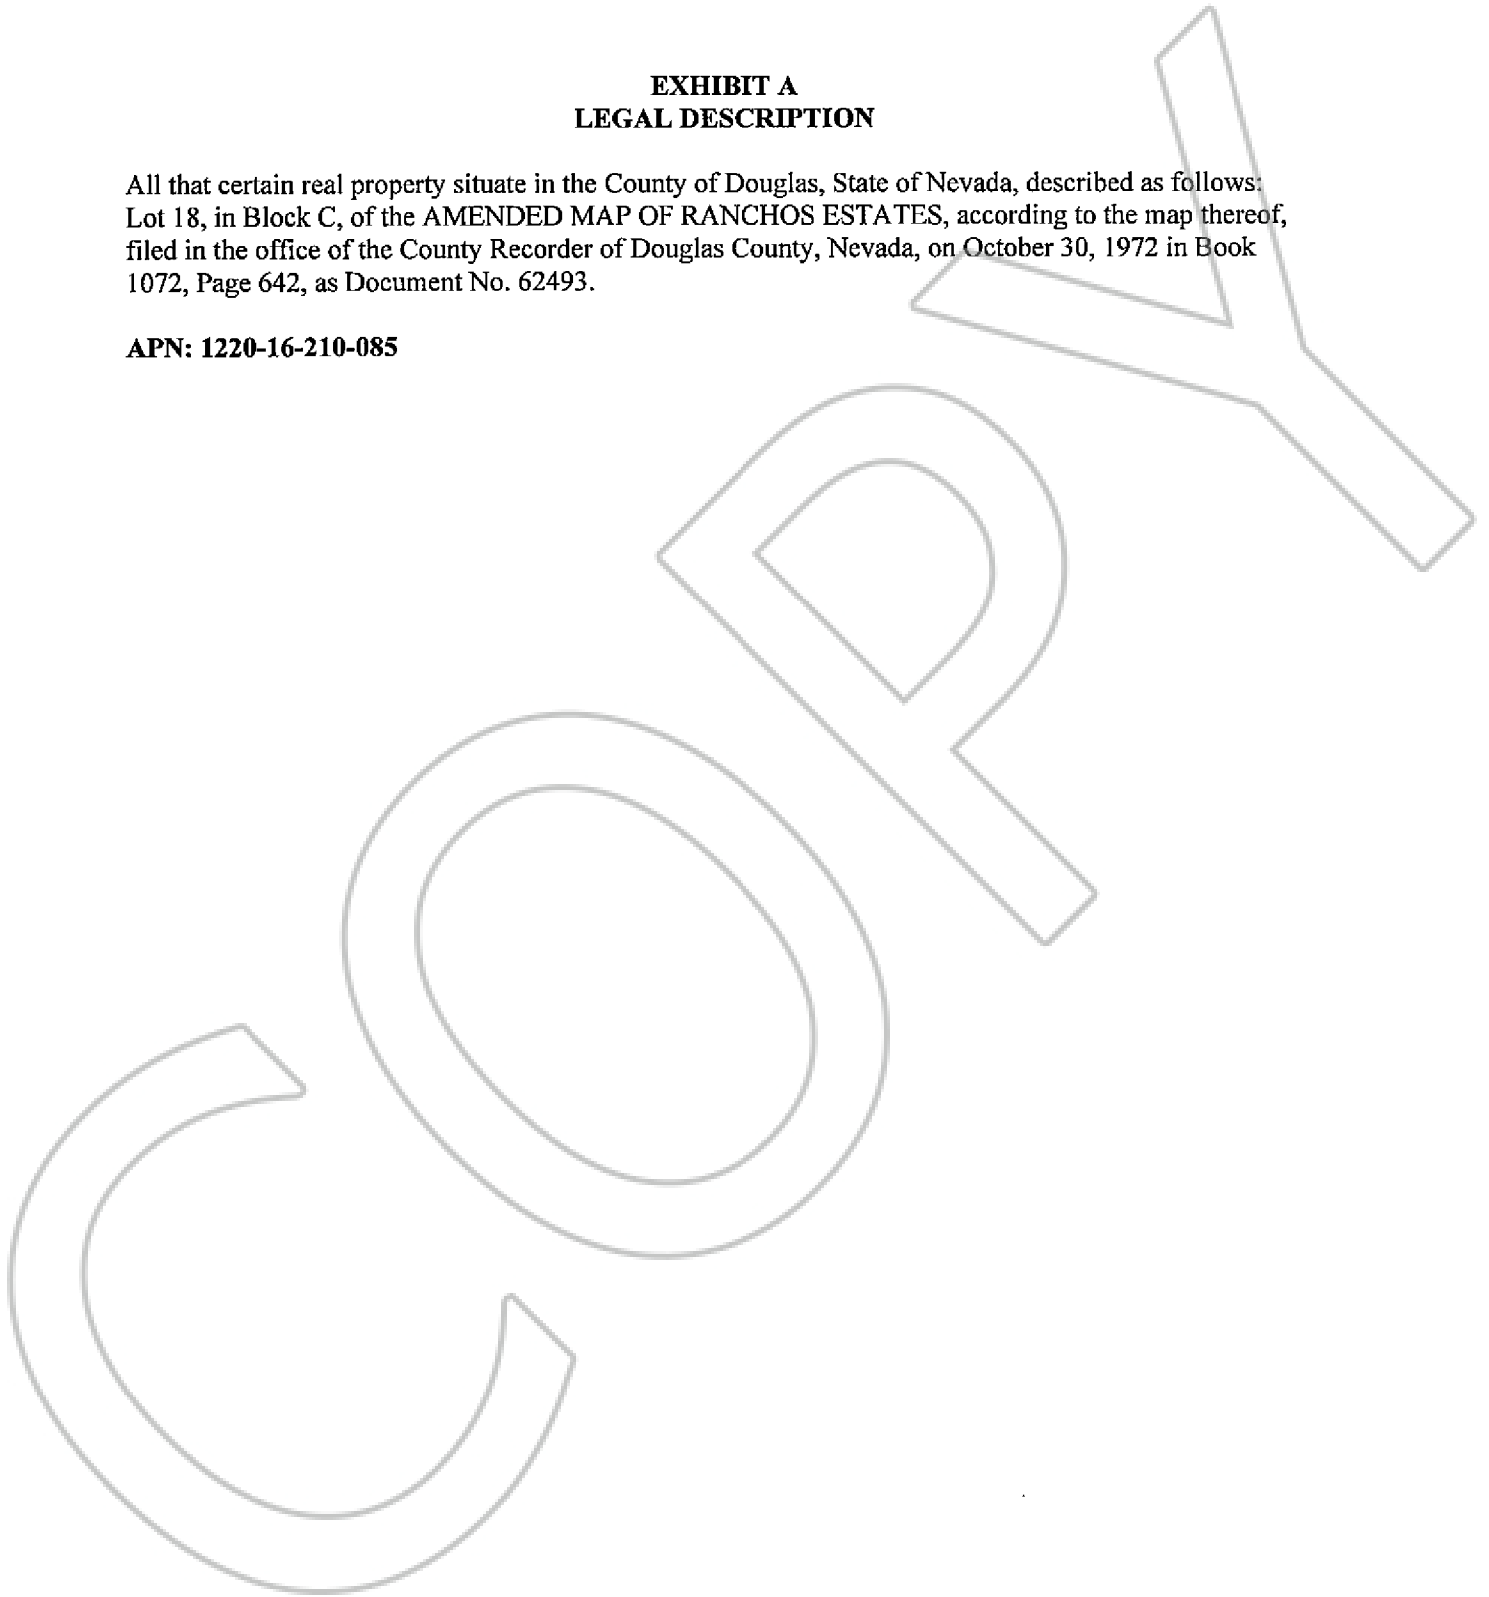 EXHIBIT A
LEGAL DESCRIPTION
All that certain real property situate in the County of Douglas, State of Nevada, described as follows:
Lot 18, in Block C, of the AMENDED MAP OF RANCHOS ESTATES, according to the map thereof,
filed in the office of the County Recorder of Douglas County, Nevada, on October 30, 1972 in Book
1072, Page 642, as Document No. 62493.
APN: 1220-16-210-085
COPY